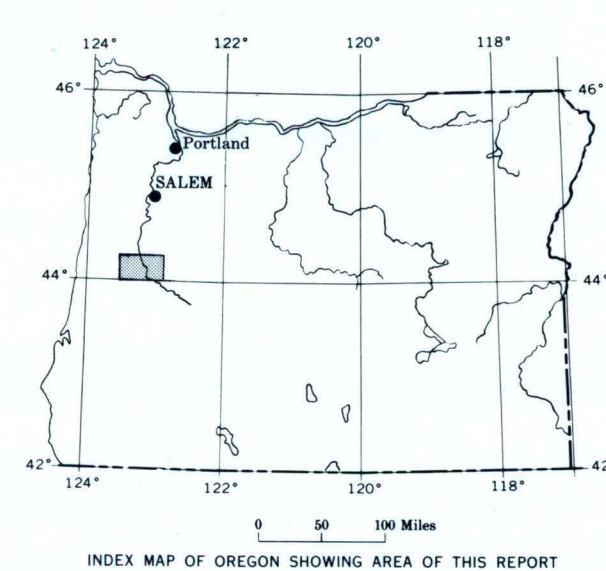 124° 122° 120° 118°
46° 46°
Portland
SALEM
44° 44°
42° 42
124° 122° 120° 118°
0 50 100 Miles
INDEX MAP OF OREGON SHOWING AREA OF THIS REPORT